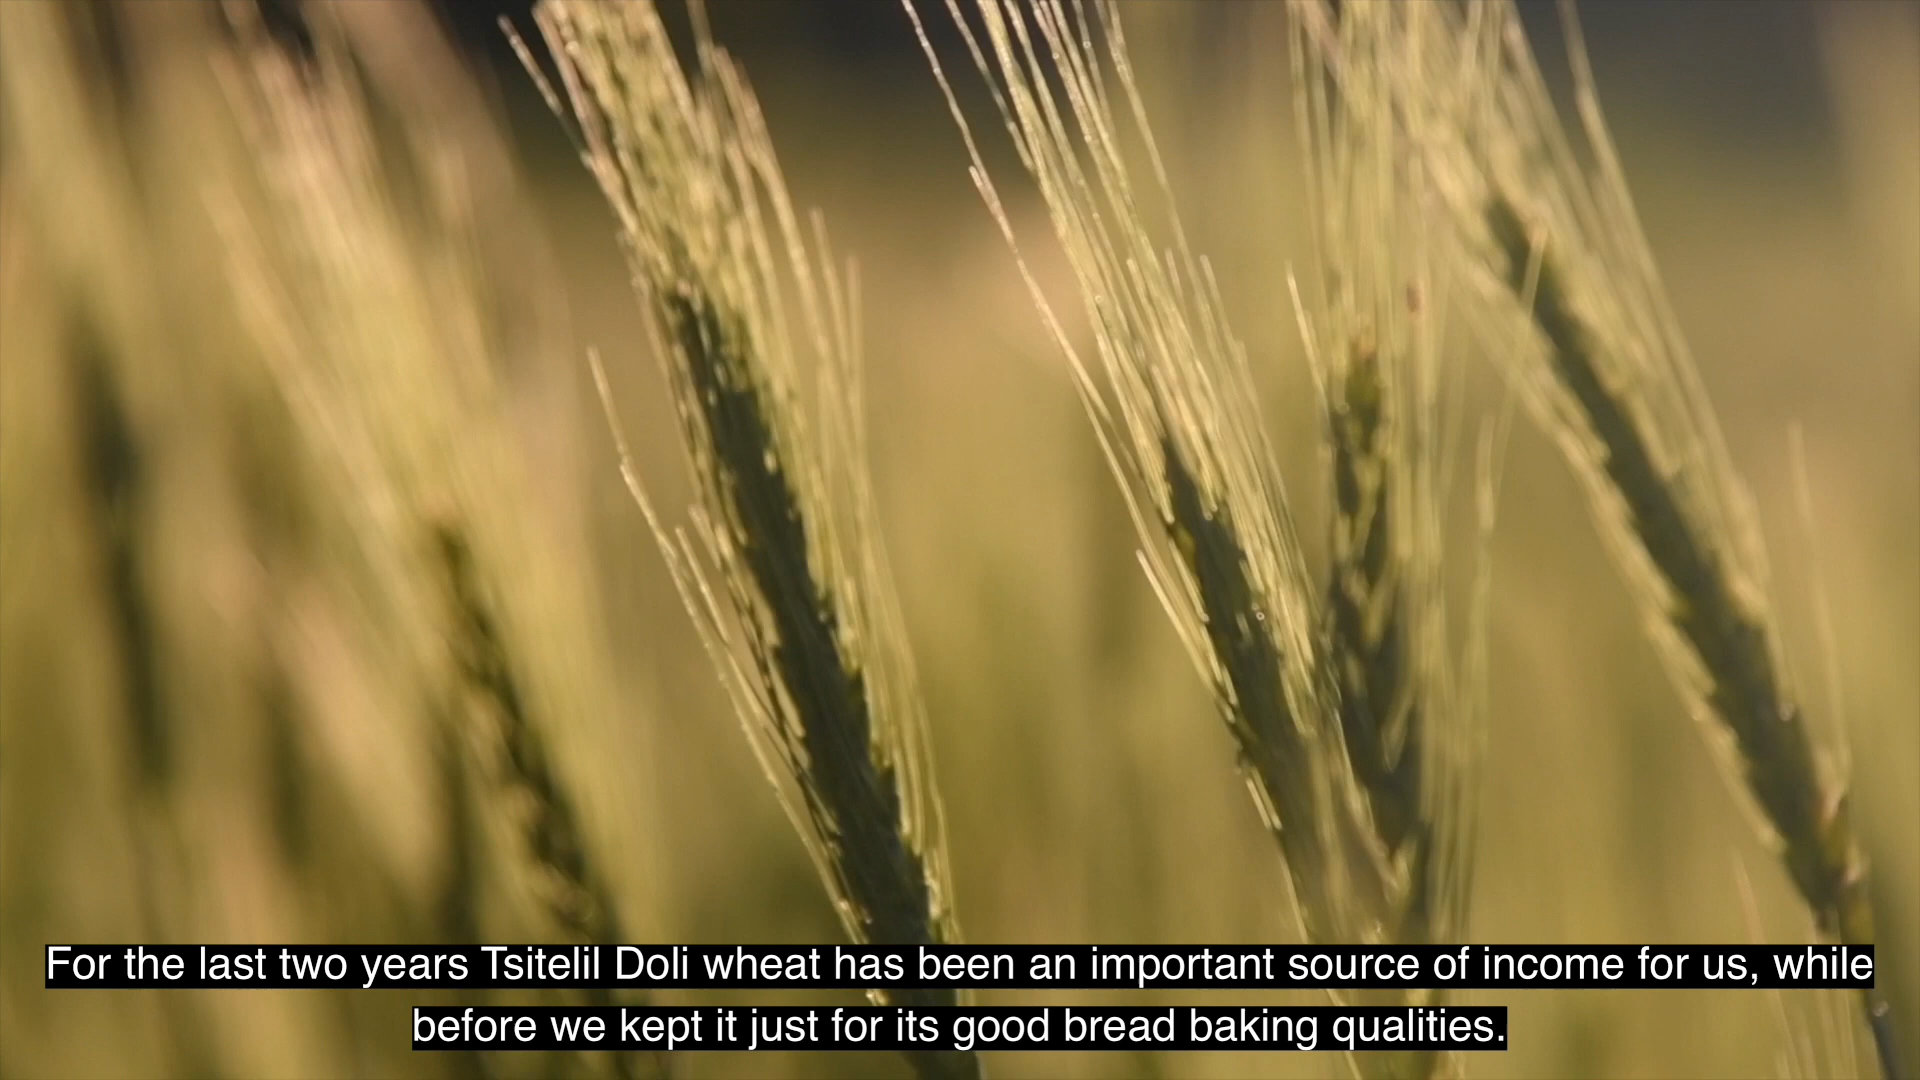 For the last two years Tsitelil Doli wheat has been an important source of income for us, while
before we kept it just for its good bread baking qualities.